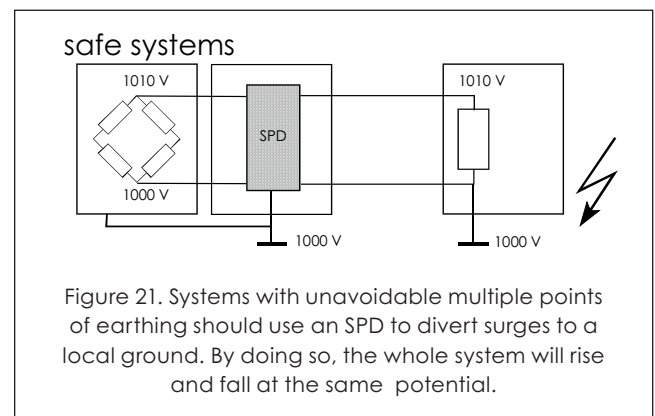 safe systems
1010 V
1010 V
SPD
1000 V
1000 V
1000 V
Figure 21. Systems with unavoidable multiple points
of earthing should use an SPD to divert surges to a
local ground. By doing so, the whole system will rise
and fall at the same potential.